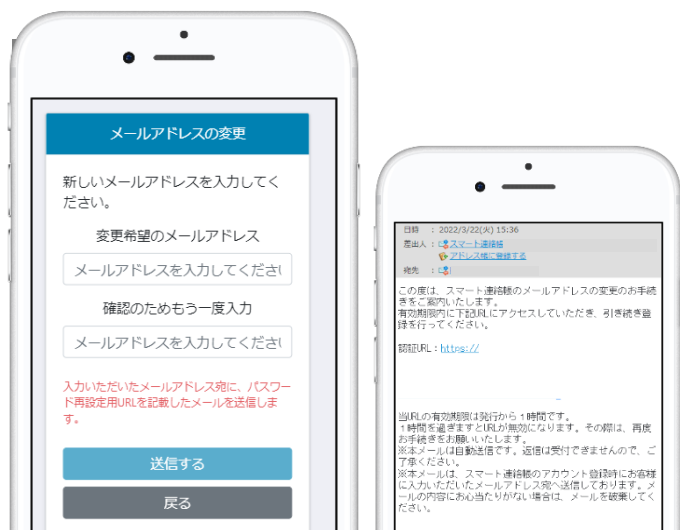 メールアドレスの変更
新しいメールアドレスを入力してく
ださい。
変更希望のメールアドレス
メールアドレスを入力してくださ
確認のためもう一度入力
メールアドレスを入力してくださ
入力いただいたメールアドレス宛に、パスワー
ド再設定用URLを記載したメールを送信しま
す。
送信する
戻る
日時 : 2022/3/22(火) 15:36
差出人 : スマート連絡帳
アドレス帳に登録する
宛先 :
この度は、スマート連絡帳のメールアドレスの変更のお手続
きをご案内いたします。
有効期限内に下記URLにアクセスしていただき、引き続き登
録を行ってください。
認証URL : https://
当URLの有効期限は発行から1時間です。
1時間を過ぎますとURLが無効になります。その際は、再度
お手続きをお願いいたします。
※本メールは自動送信です。返信は受付できませんので、ご
了承ください。
※本メールは、スマート連絡帳のアカウント登録時にお客様
に入力いただいたメールアドレス宛へ送信しております。メ
ールの内容にお心当たりがない場合は、メールを破棄してく
ださい。